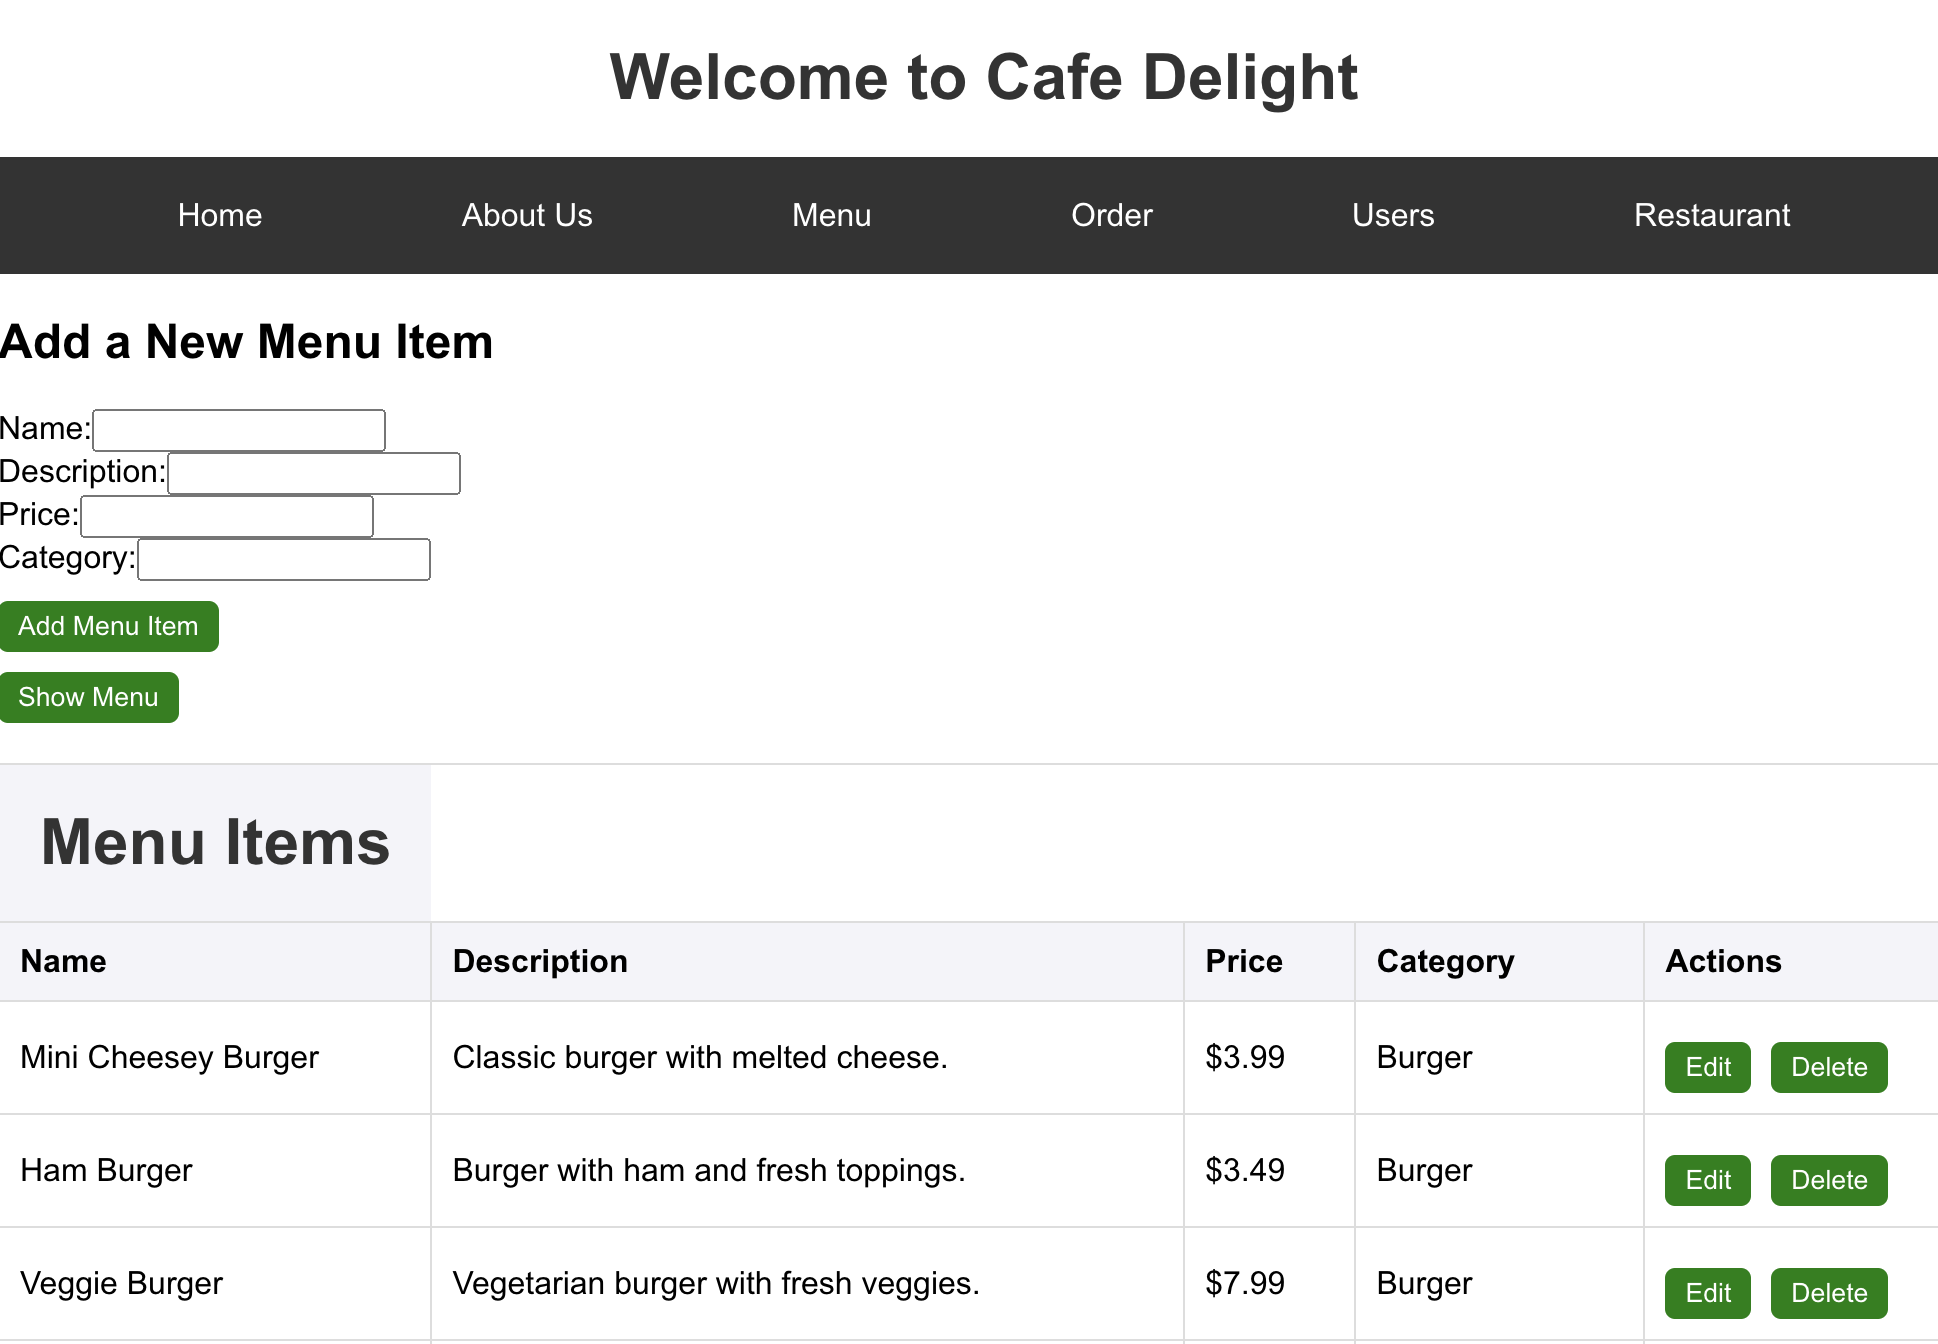 Welcome to Cafe Delight
Home About Us Menu Order Users Restaurant
Add a New Menu Item
Name:
Description:
Price:
Category:
Add Menu Item
Show Menu
Menu Items
Name Description Price Category Actions
Mini Cheesey Burger Classic burger with melted cheese. $3.99 Burger Edit Delete
Ham Burger Burger with ham and fresh toppings. $3.49 Burger Edit Delete
Veggie Burger Vegetarian burger with fresh veggies. $7.99 Burger Edit Delete